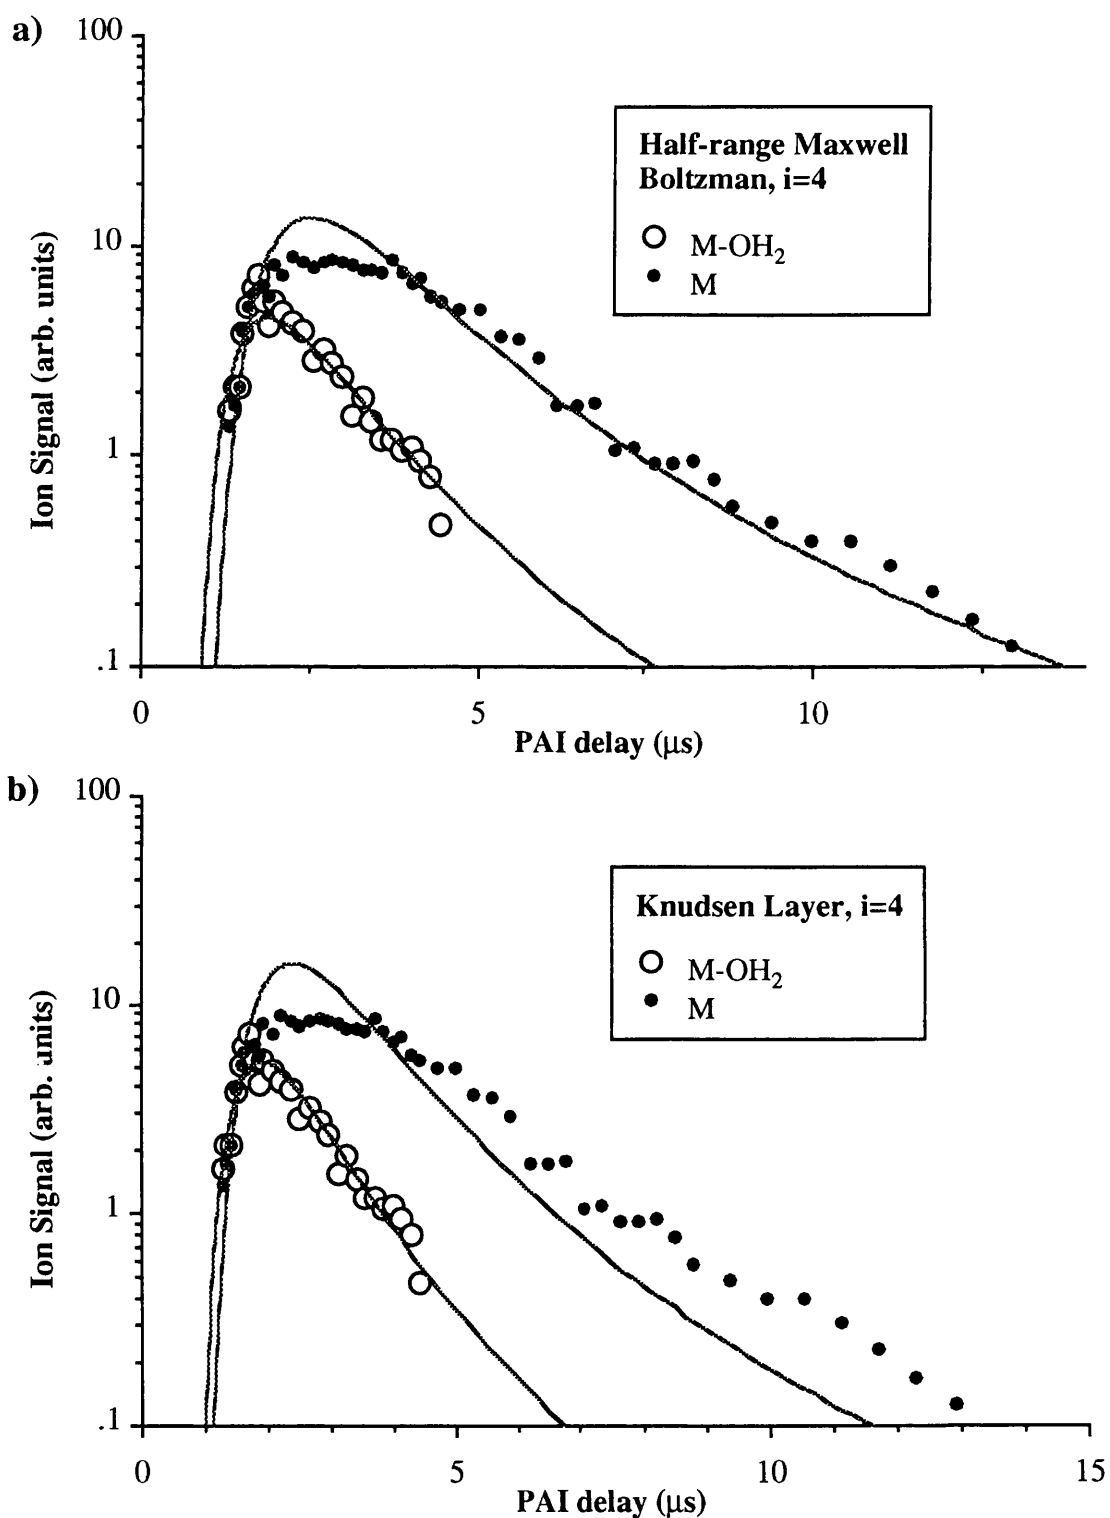 a)
100
10
1
.1
Ion Signal (arb. units)
Half-range Maxwell
Boltzman, i=4
M-OH₂
M
0 5 10
PAI delay (μs)
b)
100
10
1
.1
Ion Signal (arb. units)
Knudsen Layer, i=4
M-OH₂
M
0 5 10 15
PAI delay (μs)